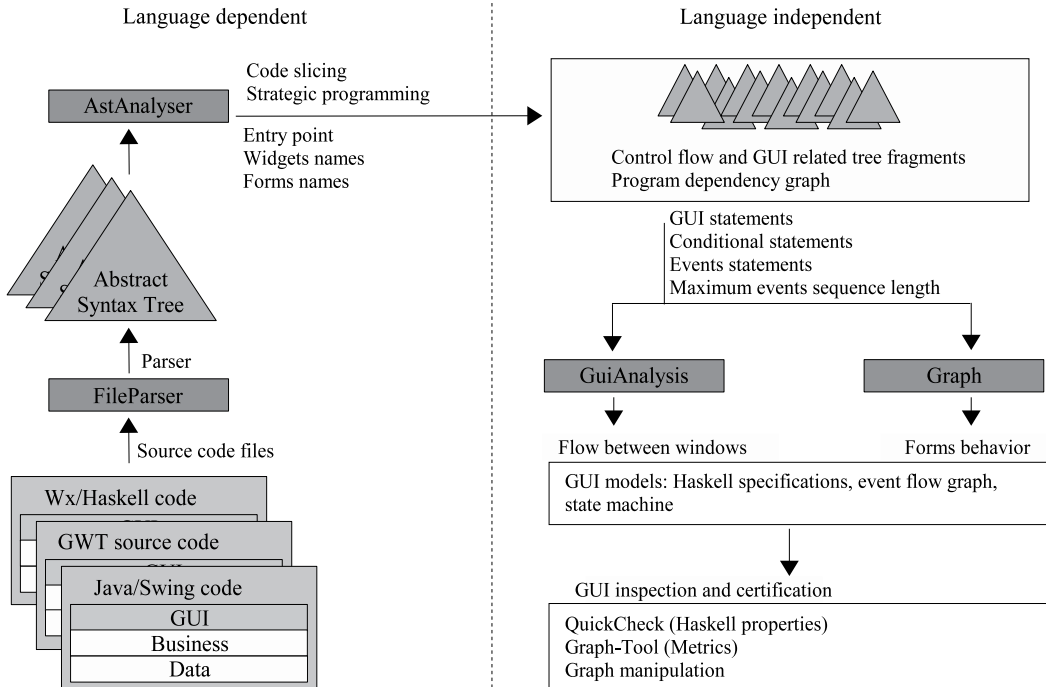 Language dependent
Language independent
Code slicing
Strategic programming
AstAnalyser
Entry point
Widgets names
Forms names
Control flow and GUI related tree fragments
Program dependency graph
Abstract
Syntax Tree
GUI statements
Conditional statements
Events statements
Maximum events sequence length
Parser
FileParser
GuiAnalysis
Graph
Source code files
Flow between windows
Forms behavior
Wx/Haskell code
GWT source code
Java/Swing code
GUI
Business
Data
GUI models: Haskell specifications, event flow graph,
state machine
GUI inspection and certification
QuickCheck (Haskell properties)
Graph-Tool (Metrics)
Graph manipulation